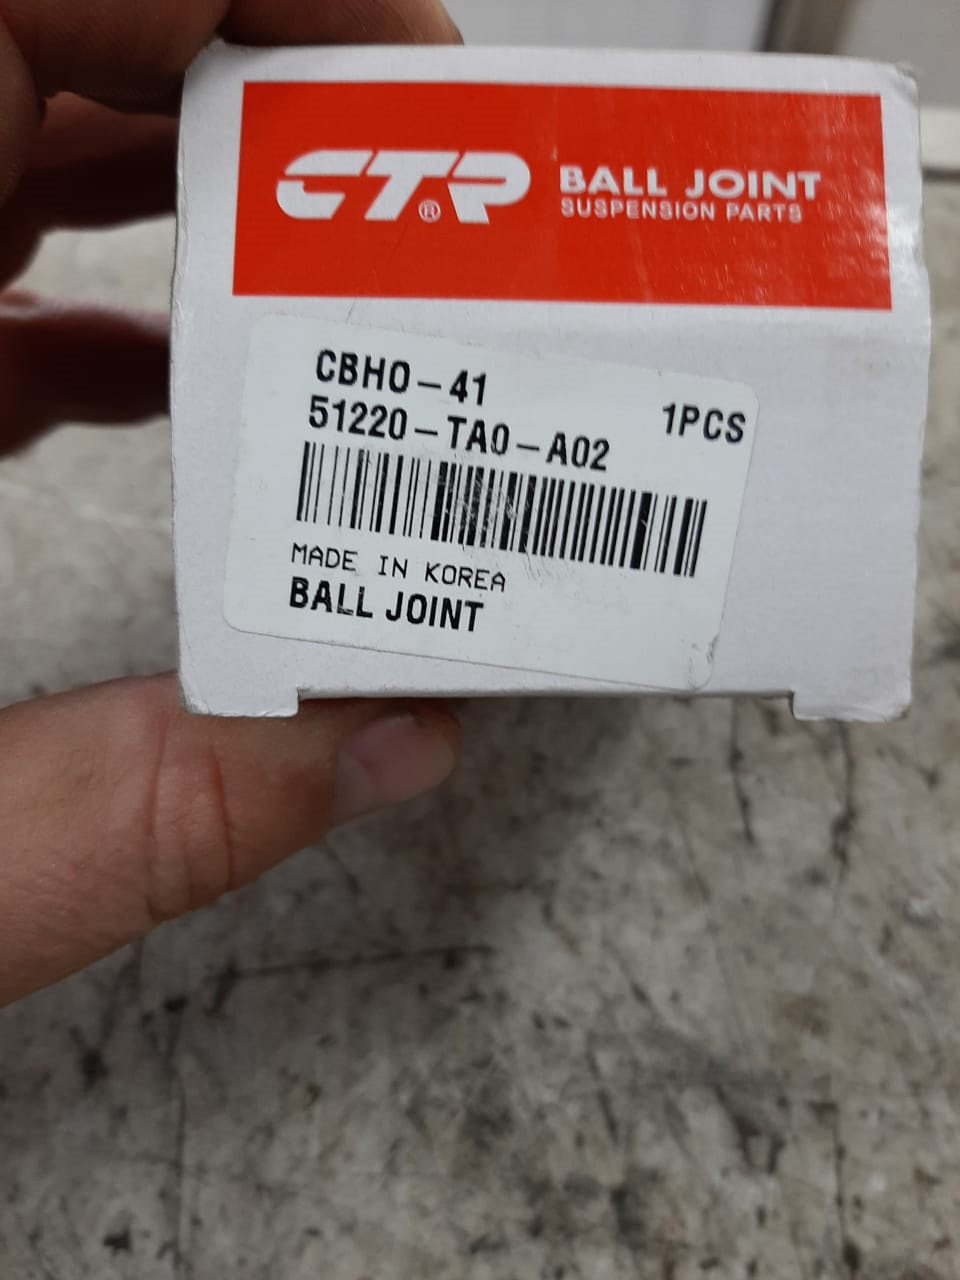 CTR®
BALL JOINT
SUSPENSION PARTS
CBHO-41
51220-TA0-A02
1PCS
MADE IN KOREA
BALL JOINT